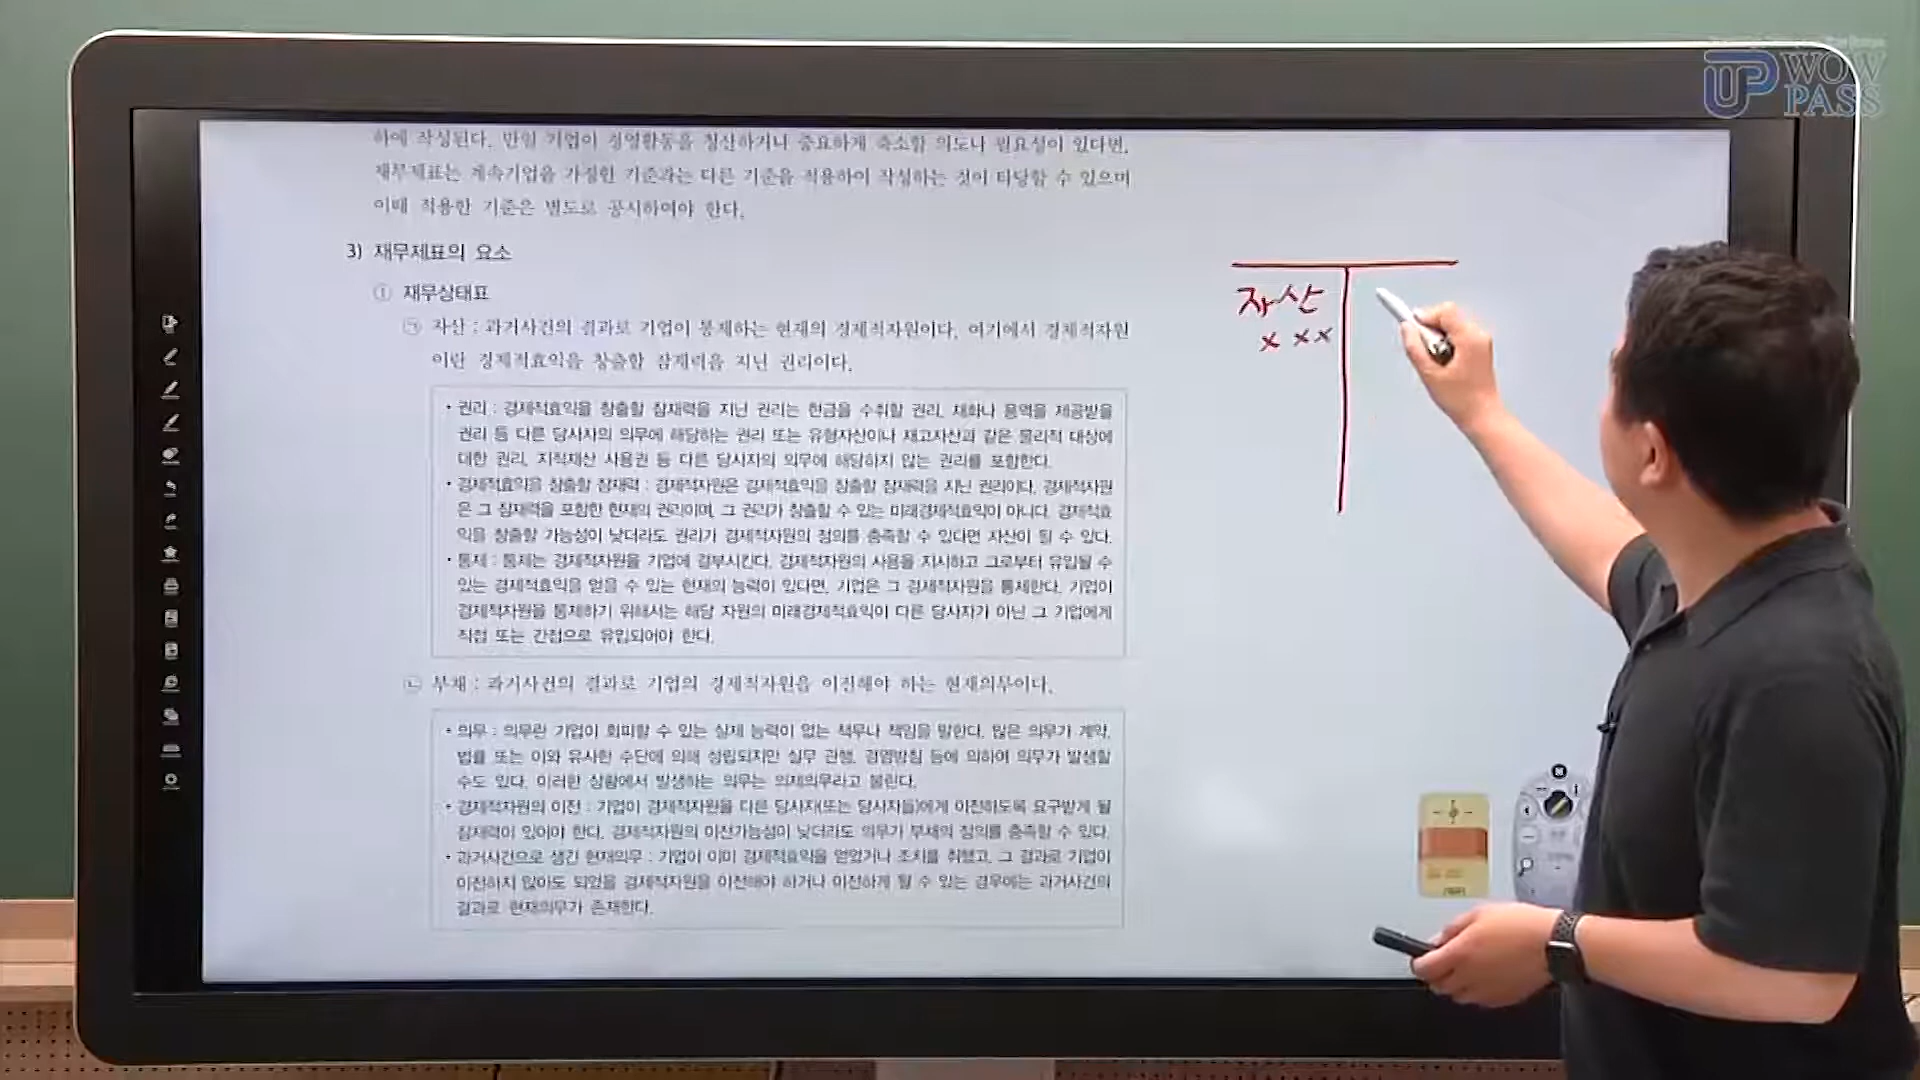 하에 작성된다. 만일 기업이 경영활동을 청산하거나 중요하게 축소할 의도나 필요성이 있다면,
재무제표는 계속기업을 가정한 기준과는 다른 기준을 적용하여 작성하는 것이 타당할 수 있으며
이때 적용한 기준은 별도로 공시하여야 한다.
3) 재무제표의 요소
① 재무상태표
㉠ 자산 : 과거사건의 결과로 기업이 통제하는 현재의 경제적자원이다. 여기에서 경제적자원
이란 경제적효익을 창출할 잠재력을 지닌 권리이다.
• 권리 : 경제적효익을 창출할 잠재력을 지닌 권리는 현금을 수취할 권리, 재화나 용역을 제공받을
권리 등 다른 당사자의 의무에 해당하는 권리 또는 유형자산이나 재고자산과 같은 물리적 대상에
대한 권리, 지적재산 사용권 등 다른 당사자의 의무에 해당하지 않는 권리를 포함한다.
• 경제적효익을 창출할 잠재력 : 경제적자원은 경제적효익을 창출할 잠재력을 지닌 권리이다. 경제적자원
은 그 잠재력을 포함한 현재의 권리이며, 그 권리가 창출할 수 있는 미래경제적효익이 아니다. 경제적효
익을 창출할 가능성이 낮더라도 권리가 경제적자원의 정의를 충족할 수 있다면 자산이 될 수 있다.
• 통제 : 통제는 경제적자원을 기업에 결부시킨다. 경제적자원의 사용을 지시하고 그로부터 유입될 수
있는 경제적효익을 얻을 수 있는 현재의 능력이 있다면, 기업은 그 경제적자원을 통제한다. 기업이
경제적자원을 통제하기 위해서는 해당 자원의 미래경제적효익이 다른 당사자가 아닌 그 기업에게
직접 또는 간접으로 유입되어야 한다.
㉡ 부채 : 과거사건의 결과로 기업의 경제적자원을 이전해야 하는 현재의무이다.
• 의무 : 의무란 기업이 회피할 수 있는 실제 능력이 없는 책무나 책임을 말한다. 많은 의무가 계약,
법률 또는 이와 유사한 수단에 의해 성립되지만 실무 관행, 경영방침 등에 의하여 의무가 발생할
수도 있다. 이러한 상황에서 발생하는 의무는 의제의무라고 불린다.
• 경제적자원의 이전 : 기업이 경제적자원을 다른 당사자(또는 당사자들)에게 이전하도록 요구받게 될
잠재력이 있어야 한다. 경제적자원의 이전가능성이 낮더라도 의무가 부채의 정의를 충족할 수 있다.
• 과거사건으로 생긴 현재의무 : 기업이 이미 경제적효익을 얻었거나 조치를 취했고, 그 결과로 기업이
이전하지 않아도 되었을 경제적자원을 이전해야 하거나 이전하게 될 수 있는 경우에는 과거사건의
결과로 현재의무가 존재한다.
자산
x x x
UP WOW
PASS